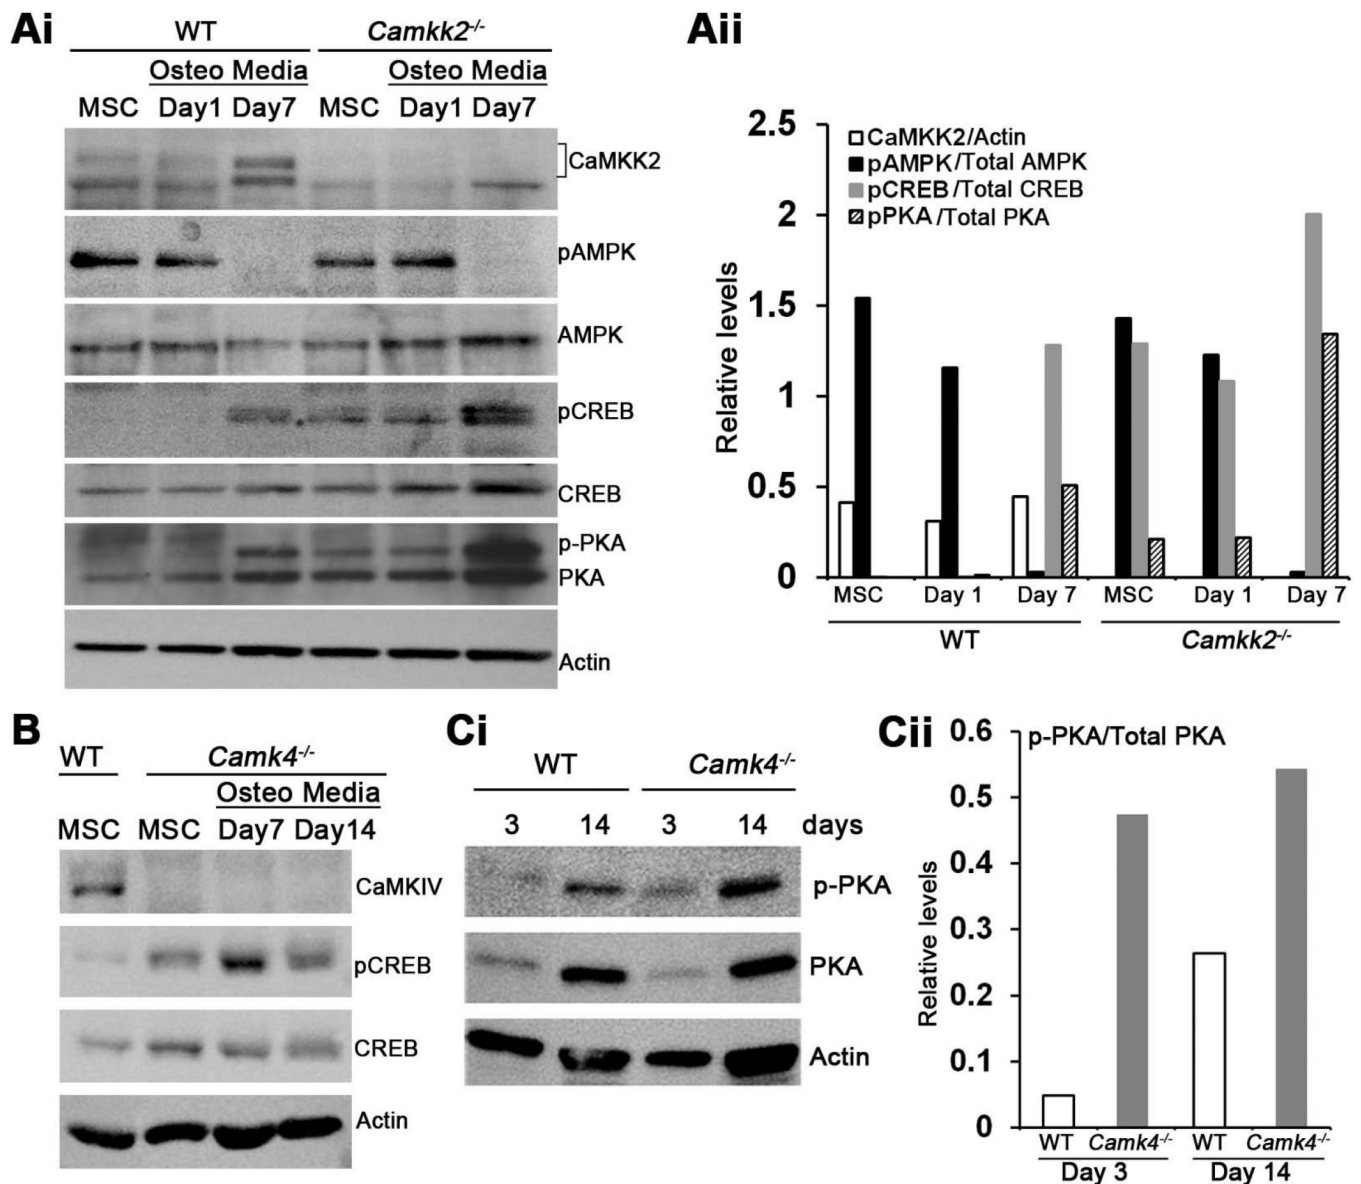 Ai
WT Camkk2-/-
Osteo Media Osteo Media
MSC Day1 Day7 MSC Day1 Day7
CaMKK2
pAMPK
AMPK
pCREB
CREB
p-PKA
PKA
Actin
Aii
CaMKK2/Actin
pAMPK/Total AMPK
pCREB/Total CREB
pPKA/Total PKA
Relative levels
2.5
2
1.5
1
0.5
0
MSC Day 1 Day 7 MSC Day 1 Day 7
WT Camkk2-/-
B
WT Camk4-/-
Osteo Media
MSC MSC Day7 Day14
CaMKIV
pCREB
CREB
Actin
Ci
WT Camk4-/-
3 14 3 14 days
p-PKA
PKA
Actin
Cii
p-PKA/Total PKA
Relative levels
0.6
0.5
0.4
0.3
0.2
0.1
0
WT Camk4-/- WT Camk4-/-
Day 3 Day 14